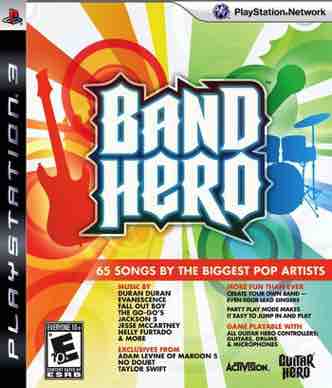 PlayStation Network
PLAYSTATION 3
BAND
HERO
65 SONGS BY THE BIGGEST POP ARTISTS
MUSIC BY
DURAN DURAN
EVANESCENCE
FALL OUT BOY
THE GO-GO'S
JACKSON 5
JESSE MCCARTNEY
NELLY FURTADO
& MORE
EXCLUSIVES FROM
ADAM LEVINE OF MAROON 5
NO DOUBT
TAYLOR SWIFT
MORE FUN THAN EVER
CREATE YOUR OWN BAND —
EVEN FOUR LEAD SINGERS
PARTY PLAY MODE MAKES
IT EASY TO JUMP IN AND PLAY
GAME PLAYABLE WITH
ALL GUITAR HERO CONTROLLERS:
GUITARS, DRUMS
& MICROPHONES
EVERYONE 10+
E
10+
CONTENT RATED BY
ESRB
ACTIVISION
GUITAR
HERO